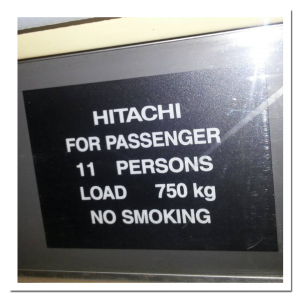 HITACHI
FOR PASSENGER
11 PERSONS
LOAD 750 kg
NO SMOKING